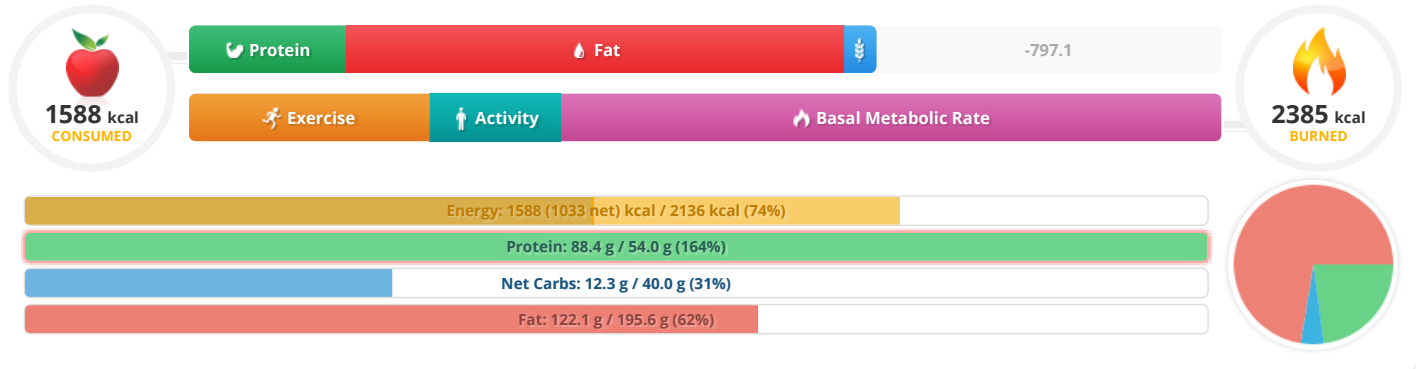 Protein Fat -797.1
1588 kcal
CONSUMED
Exercise Activity Basal Metabolic Rate
2385 kcal
BURNED
Energy: 1588 (1033 net) kcal / 2136 kcal (74%)
Protein: 88.4 g / 54.0 g (164%)
Net Carbs: 12.3 g / 40.0 g (31%)
Fat: 122.1 g / 195.6 g (62%)